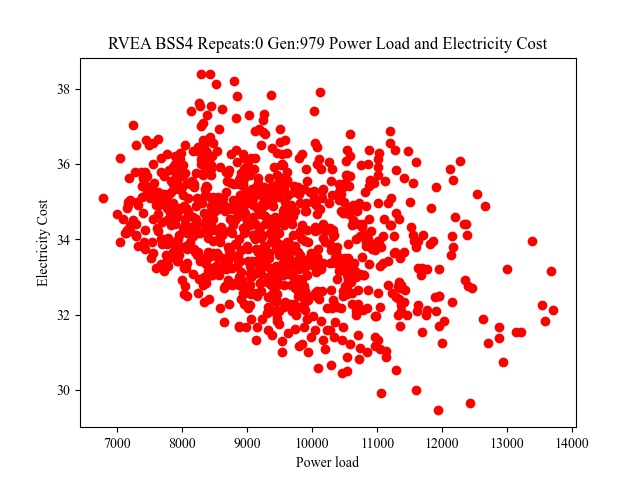 RVEA BSS4 Repeats:0 Gen:979 Power Load and Electricity Cost
38
36
34
32
30
Electricity Cost
7000 8000 9000 10000 11000 12000 13000 14000
Power load